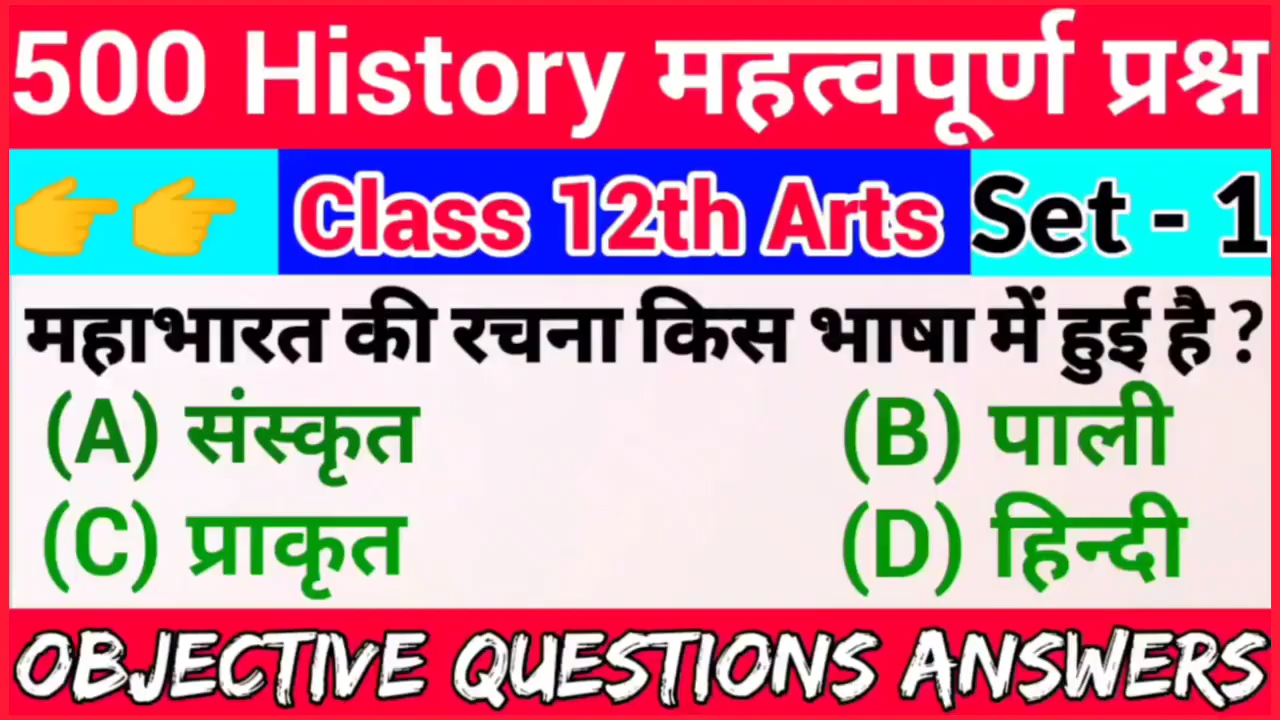 500 History महत्वपूर्ण प्रश्न
👉👉 Class 12th Arts Set - 1
महाभारत की रचना किस भाषा में हुई है ?
(A) संस्कृत (B) पाली
(C) प्राकृत (D) हिन्दी
OBJECTIVE QUESTIONS ANSWERS